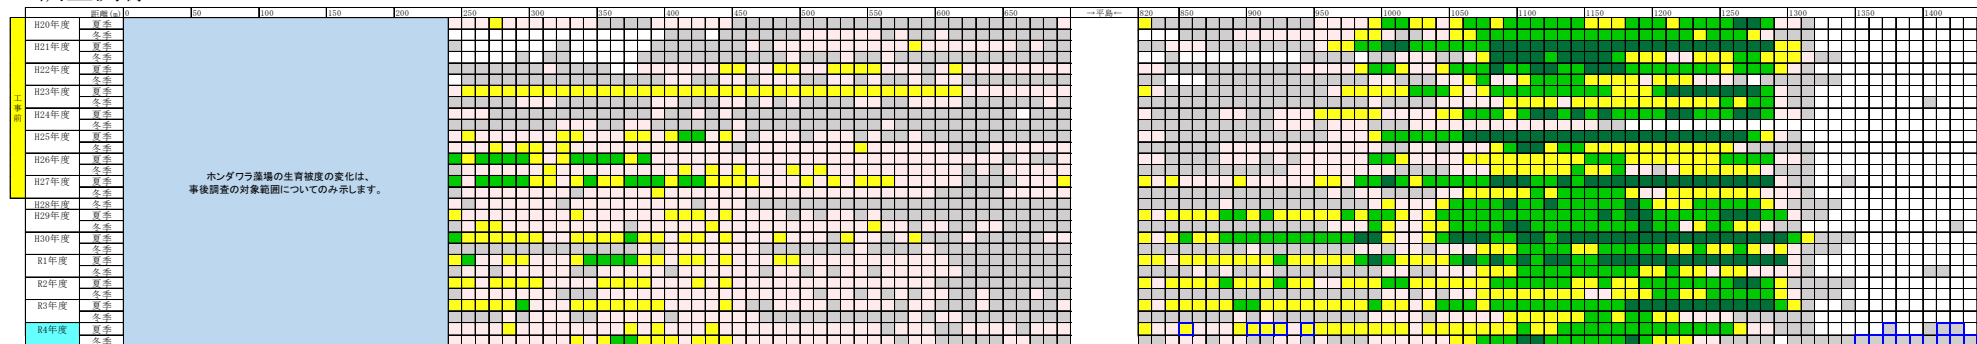 距離(m) 0 50 100 150 200 250 300 350 400 450 500 550 600 650 →平島← 820 850 900 950 1000 1050 1100 1150 1200 1250 1300 1350 1400
工事前
H20年度 夏季
冬季
H21年度 夏季
冬季
H22年度 夏季
冬季
H23年度 夏季
冬季
H24年度 夏季
冬季
H25年度 夏季
冬季
H26年度 夏季
冬季
H27年度 夏季
冬季
H28年度 冬季
H29年度 夏季
冬季
H30年度 夏季
冬季
R1年度 夏季
冬季
R2年度 夏季
冬季
R3年度 夏季
冬季
R4年度 夏季
冬季
ホンダワラ藻場の生育被度の変化は、
事後調査の対象範囲についてのみ示します。